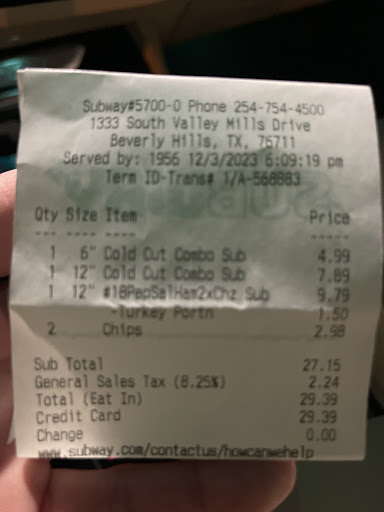 Subway#5700-0 Phone 254-754-4500
1333 South Valley Mills Drive
Beverly Hills, TX, 76711
Served by: 1956 12/3/2023 6:09:19 pm
Term ID-Trans# 1/A-568883
Qty Size Item Price
--- ---- ---- -----
1 6" Cold Cut Combo Sub 4.99
1 12" Cold Cut Combo Sub 7.89
1 12" #18PepSalHam2xChz Sub 9.79
-Turkey Portn 1.50
2 Chips 2.98
Sub Total 27.15
General Sales Tax (8.25%) 2.24
Total (Eat In) 29.39
Credit Card 29.39
Change 0.00
www.subway.com/contactus/howcanwehelp